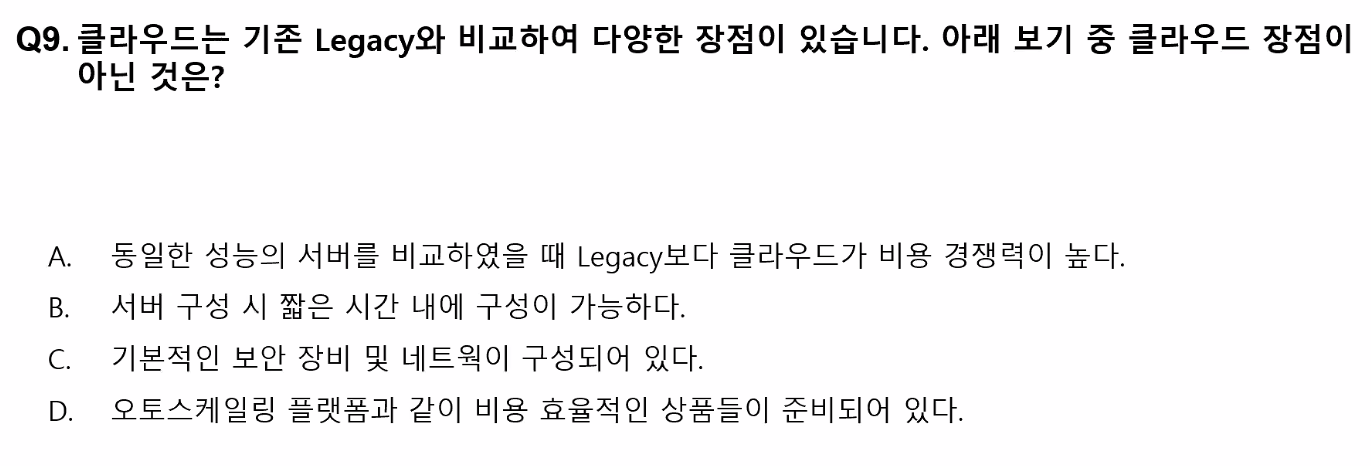 Q9. 클라우드는 기존 Legacy와 비교하여 다양한 장점이 있습니다. 아래 보기 중 클라우드 장점이
아닌 것은?
A. 동일한 성능의 서버를 비교하였을 때 Legacy보다 클라우드가 비용 경쟁력이 높다.
B. 서버 구성 시 짧은 시간 내에 구성이 가능하다.
C. 기본적인 보안 장비 및 네트웍이 구성되어 있다.
D. 오토스케일링 플랫폼과 같이 비용 효율적인 상품들이 준비되어 있다.